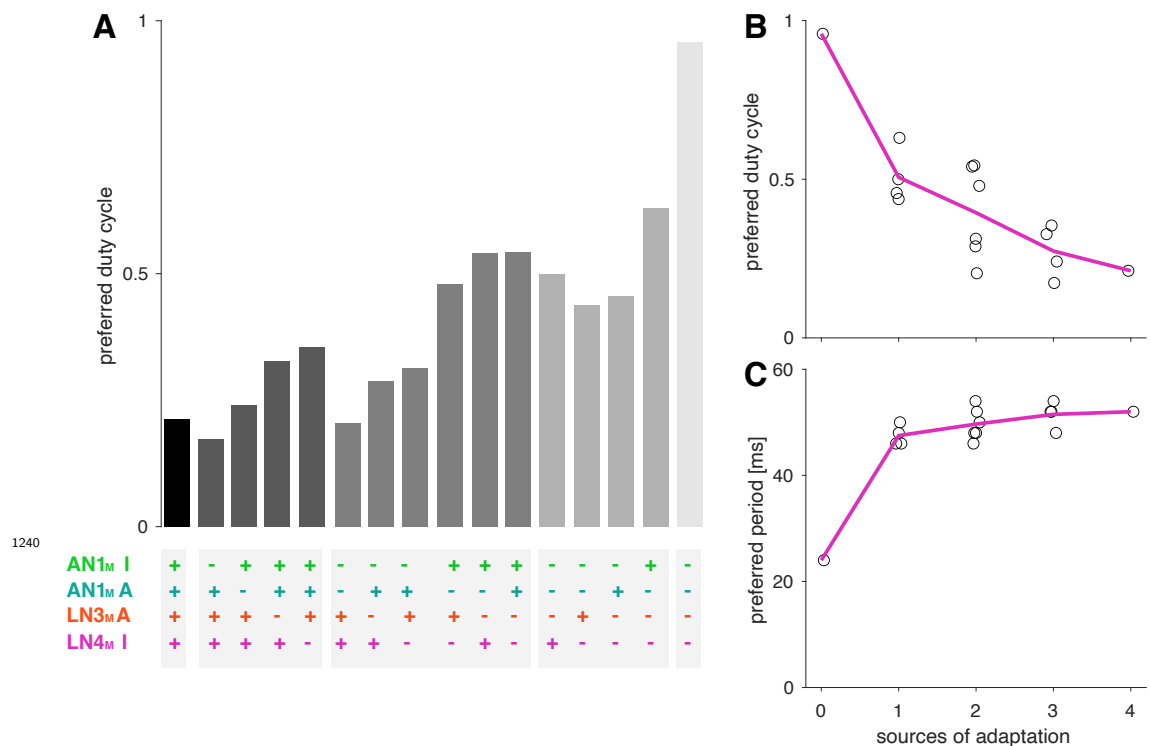 A
1
0.5
0
preferred duty cycle
1240
AN1M I + - + + + - - - + + + - - - + -
AN1M A + + - + + - + + - - + - - + - -
LN3M A + + + - + + - + + - - - + - - -
LN4M I + + + + - + + - - + - + - - - -
B
1
0.5
0
preferred duty cycle
C
60
40
20
0
preferred period [ms]
0 1 2 3 4
sources of adaptation